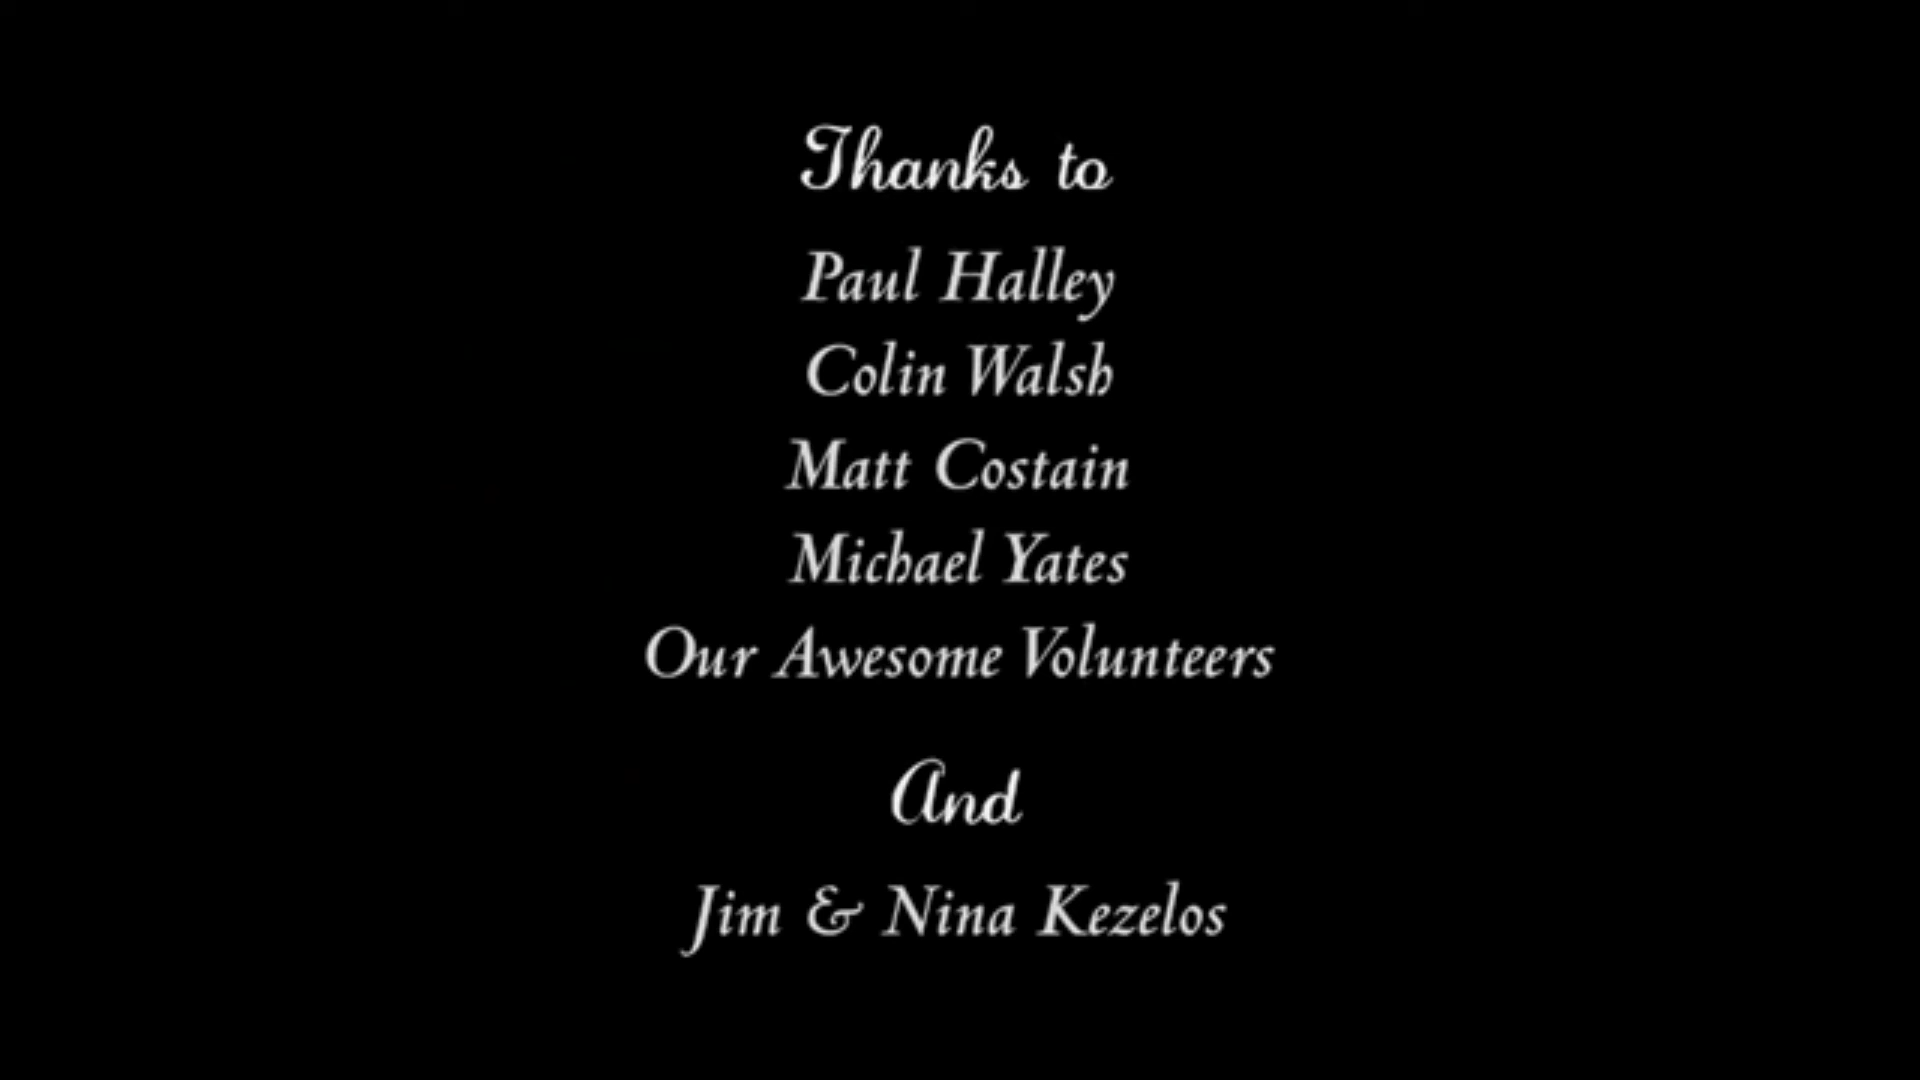 Thanks to
Paul Halley
Colin Walsh
Matt Costain
Michael Yates
Our Awesome Volunteers
And
Jim & Nina Kezelos